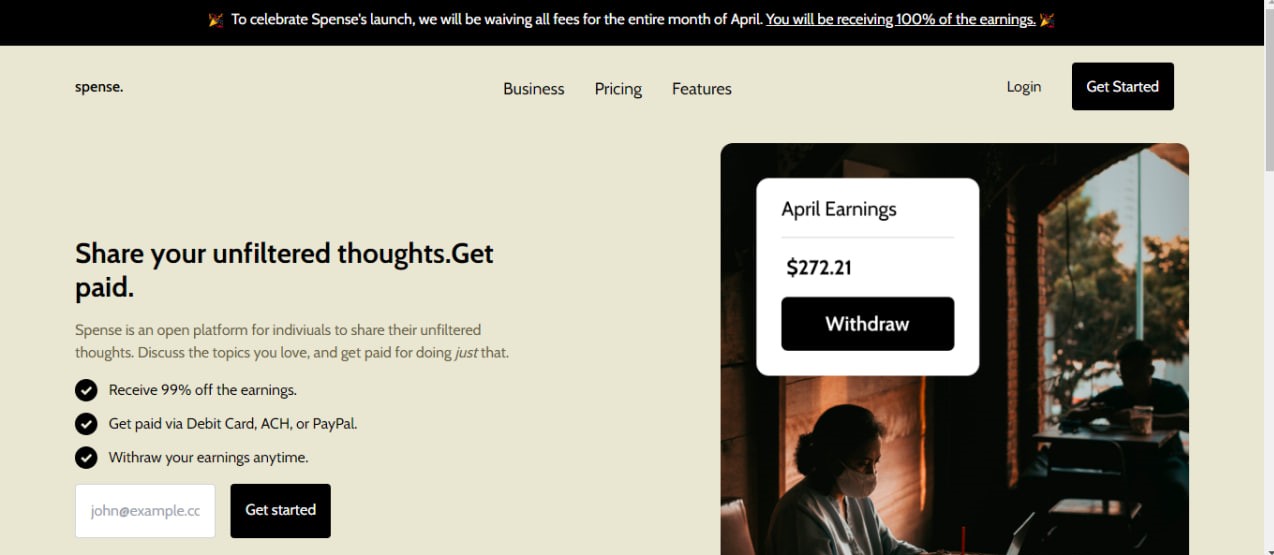 🎉 To celebrate Spense's launch, we will be waiving all fees for the entire month of April. You will be receiving 100% of the earnings. 🎉
spense.
Business Pricing Features
Login
Get Started
Share your unfiltered thoughts.Get
paid.
Spense is an open platform for indiviuals to share their unfiltered
thoughts. Discuss the topics you love, and get paid for doing just that.
Receive 99% off the earnings.
Get paid via Debit Card, ACH, or PayPal.
Withraw your earnings anytime.
john@example.cc
Get started
April Earnings
$272.21
Withdraw